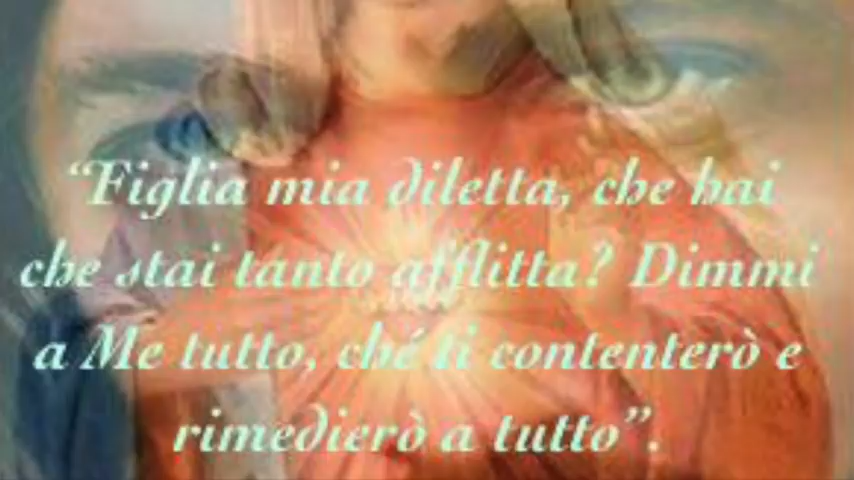 “Figlia mia diletta, che hai
che stai tanto afflitta? Dimmi
a Me tutto, ché ti contenterò e
rimedierò a tutto”.